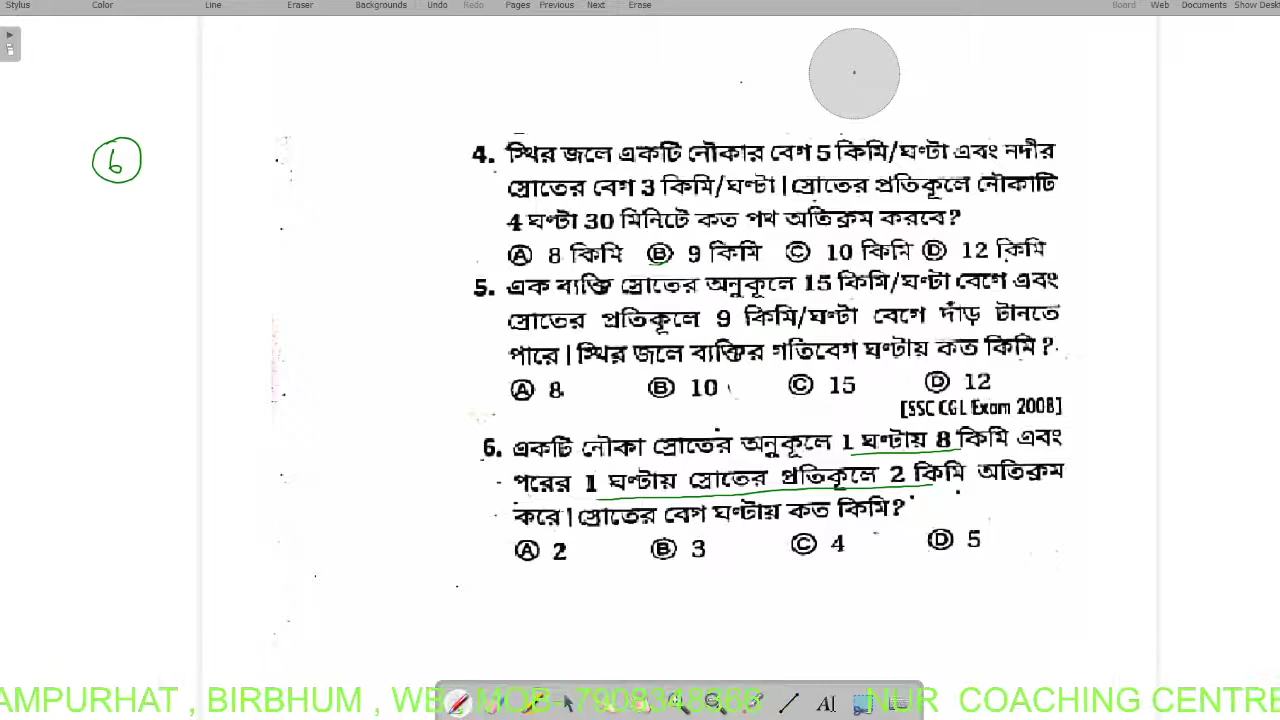 Stylus Color Line Eraser Backgrounds Undo Redo Pages Previous Next Erase Board Web Documents Show Desk
6
4. স্থির জলে একটি নৌকার বেগ 5 কিমি/ঘণ্টা এবং নদীর
স্রোতের বেগ 3 কিমি/ঘণ্টা। স্রোতের প্রতিকূলে নৌকাটি
4 ঘণ্টা 30 মিনিটে কত পথ অতিক্রম করবে?
A 8 কিমি B 9 কিমি C 10 কিমি D 12 কিমি
5. এক ব্যক্তি স্রোতের অনুকূলে 15 কিমি/ঘণ্টা বেগে এবং
স্রোতের প্রতিকূলে 9 কিমি/ঘণ্টা বেগে দাঁড় টানতে
পারে। স্থির জলে ব্যক্তির গতিবেগ ঘণ্টায় কত কিমি?
A 8 B 10 C 15 D 12
[SSC CGL Exam 2008]
6. একটি নৌকা স্রোতের অনুকূলে 1 ঘণ্টায় 8 কিমি এবং
পরের 1 ঘণ্টায় স্রোতের প্রতিকূলে 2 কিমি অতিক্রম
করে। স্রোতের বেগ ঘণ্টায় কত কিমি?
A 2 B 3 C 4 D 5
AMPURHAT , BIRBHUM , WB, MOB- NUR COACHING CENTRE